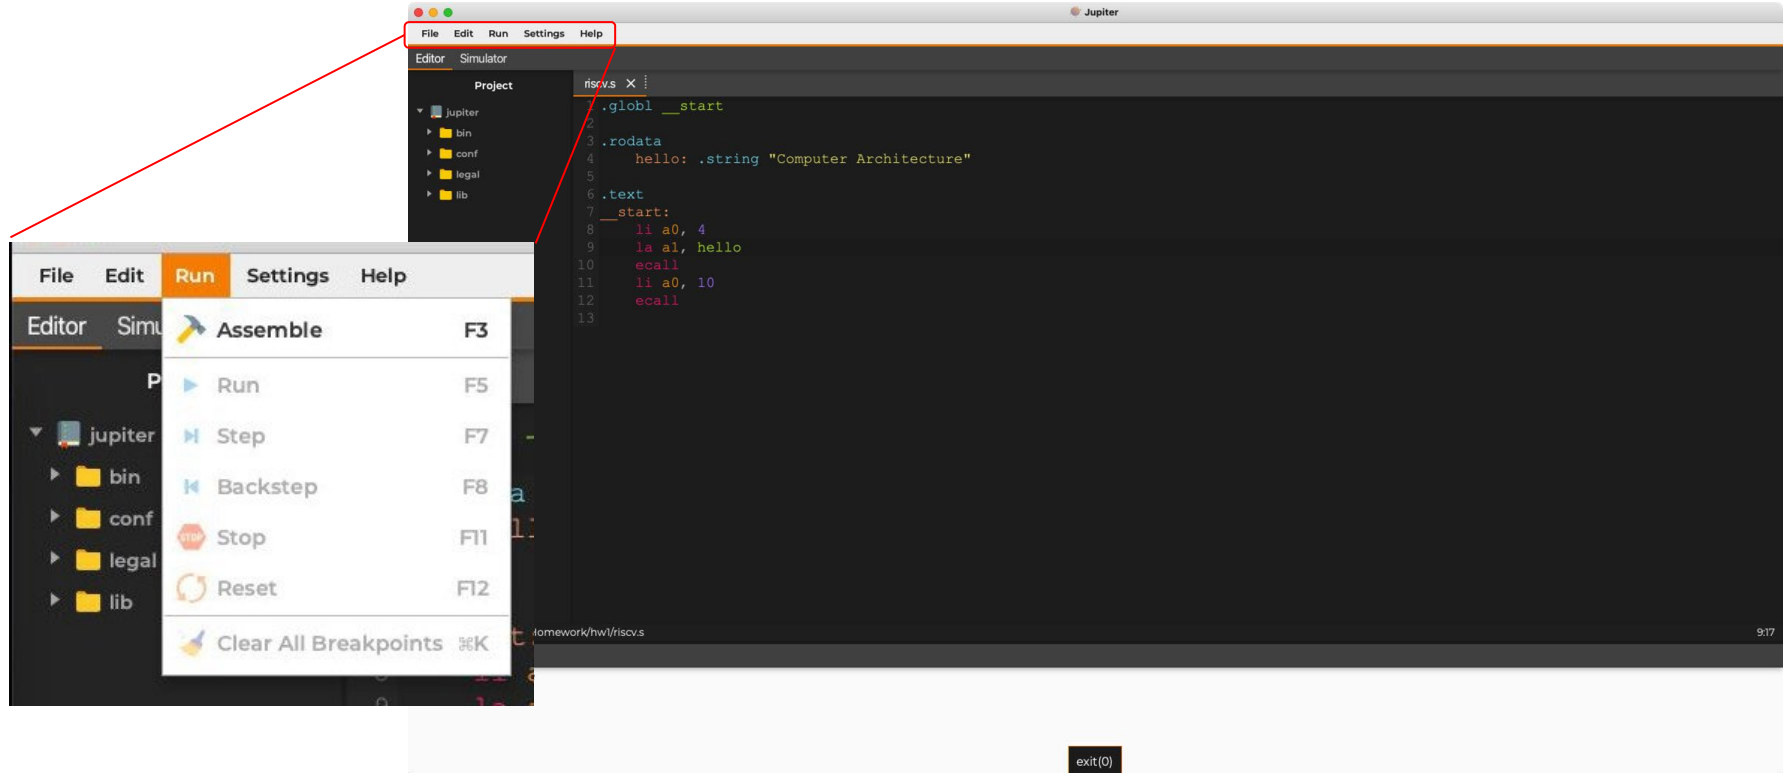 Jupiter
File Edit Run Settings Help
Editor Simulator
Project
riscv.s
jupiter
bin
conf
legal
lib
1 .globl __start
2
3 .rodata
4 hello: .string "Computer Architecture"
5
6 .text
7 __start:
8 li a0, 4
9 la a1, hello
10 ecall
11 li a0, 10
12 ecall
13
File Edit Run Settings Help
Editor
Assemble F3
Run F5
Step F7
Backstep F8
Stop F11
Reset F12
Clear All Breakpoints ⌘K
jupiter
bin
conf
legal
lib
/hw1/riscv.s
9:17
exit(0)